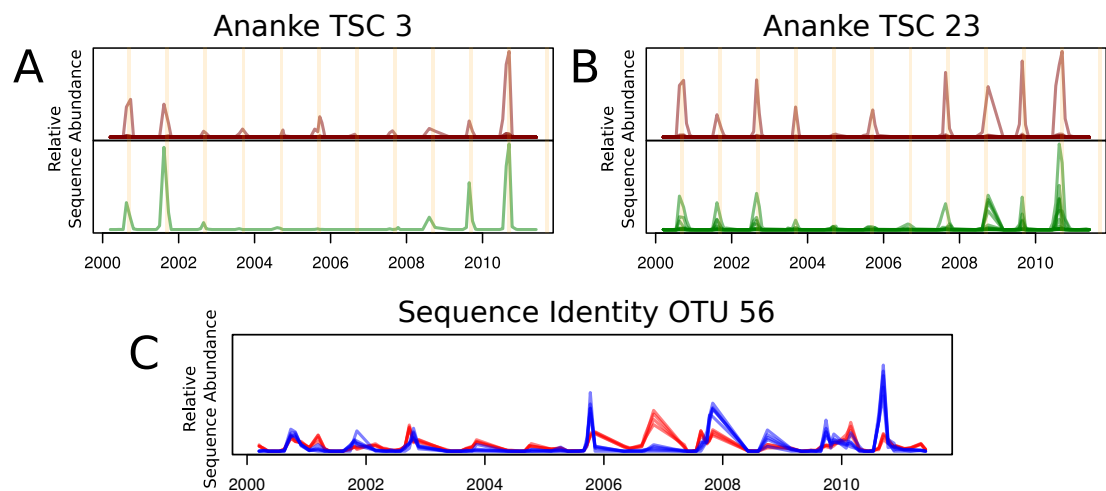 Ananke TSC 3
A
Relative
Sequence Abundance
2000 2002 2004 2006 2008 2010
Ananke TSC 23
B
Relative
Sequence Abundance
2000 2002 2004 2006 2008 2010
Sequence Identity OTU 56
C
Relative
Sequence Abundance
2000 2002 2004 2006 2008 2010